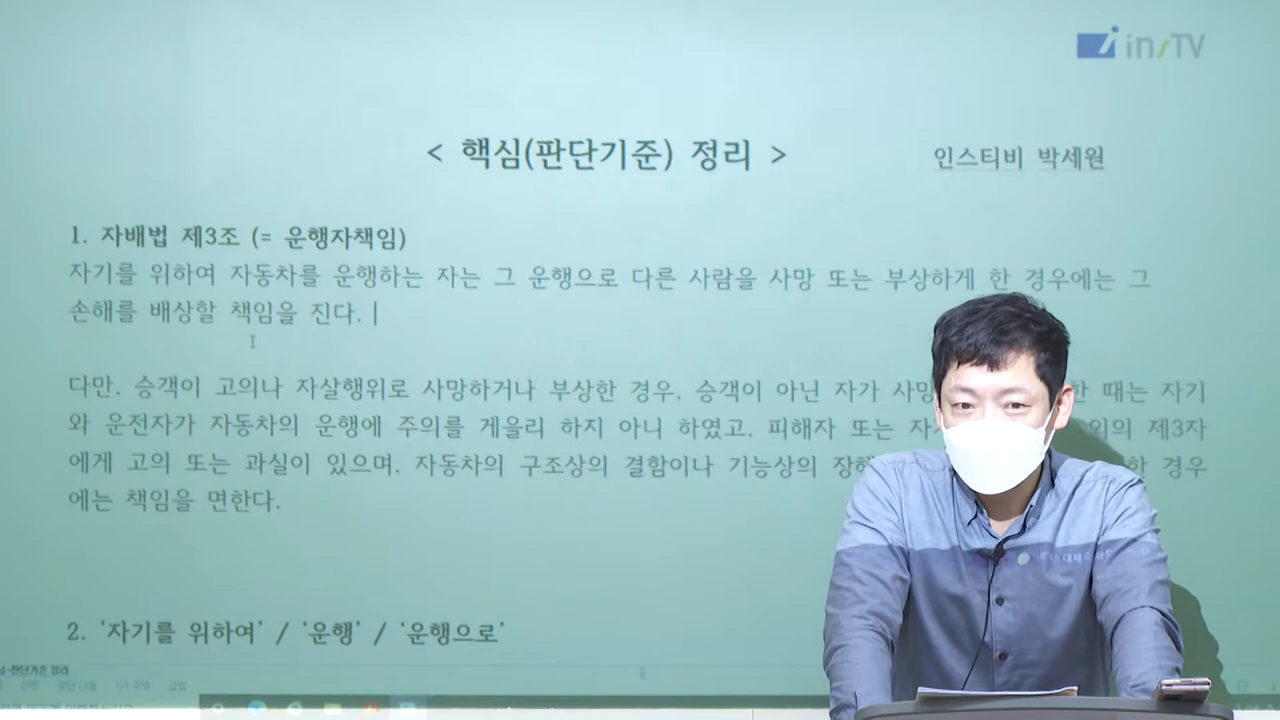 insTV
< 핵심(판단기준) 정리 >
인스티비 박세원
1. 자배법 제3조 (= 운행자책임)
자기를 위하여 자동차를 운행하는 자는 그 운행으로 다른 사람을 사망 또는 부상하게 한 경우에는 그
손해를 배상할 책임을 진다.
다만, 승객이 고의나 자살행위로 사망하거나 부상한 경우, 승객이 아닌 자가 사망 때는 자기
와 운전자가 자동차의 운행에 주의를 게을리 하지 아니 하였고, 피해자 또는 외의 제3자
에게 고의 또는 과실이 있으며, 자동차의 구조상의 결함이나 기능상의 경우
에는 책임을 면한다.
2. ‘자기를 위하여’ / ‘운행’ / ‘운행으로’